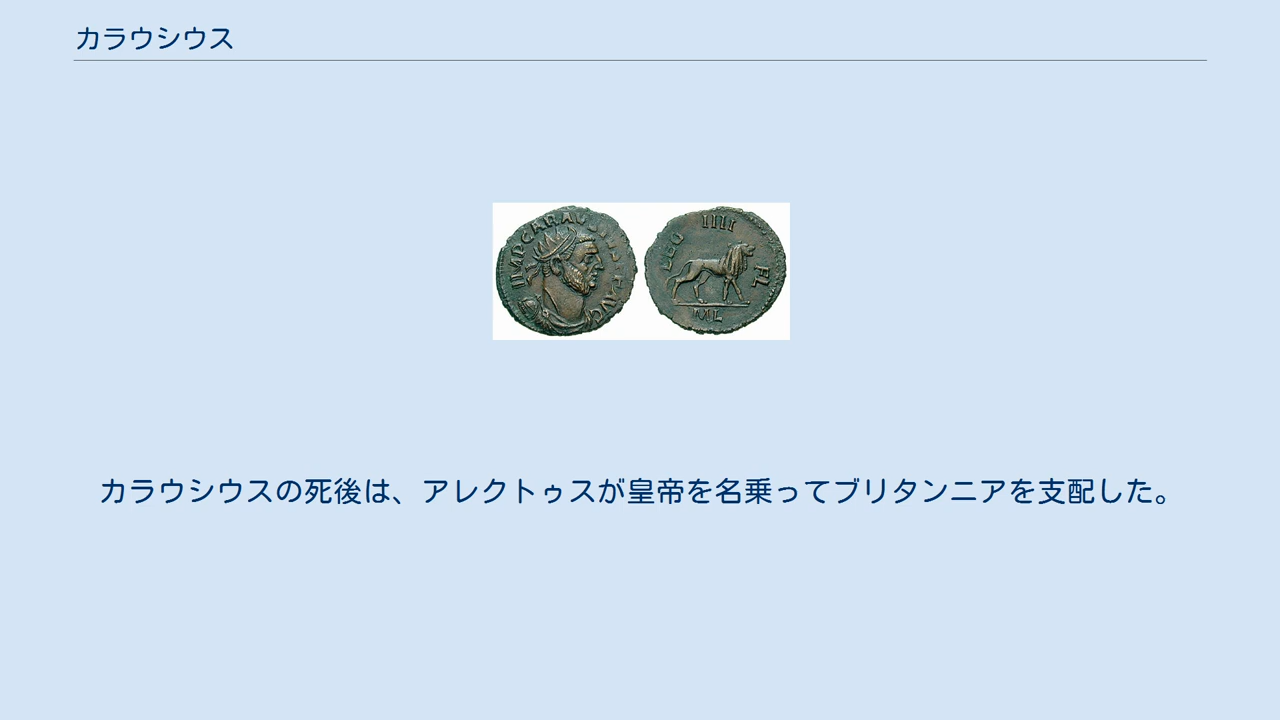 カラウシウス
IMP CARAUSIUS P F AVG
LEG IIII FL
ML
カラウシウスの死後は、アレクトゥスが皇帝を名乗ってブリタンニアを支配した。